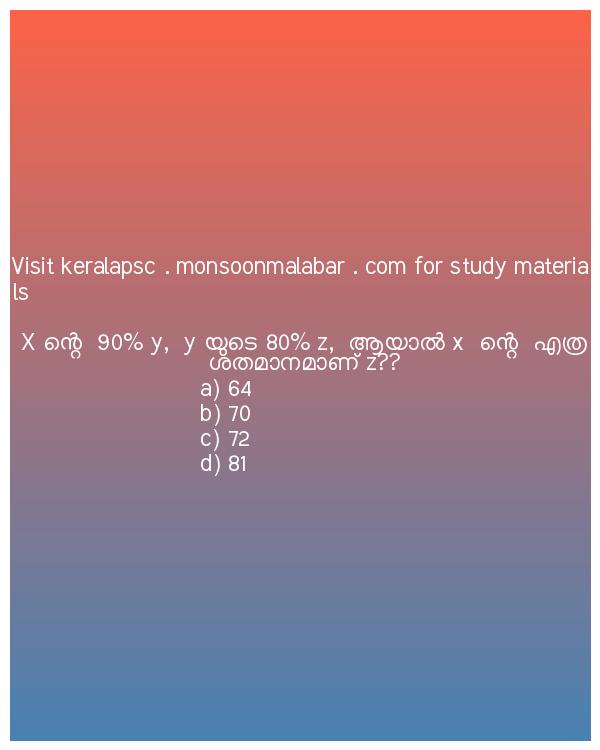 Visit keralapsc . monsoonmalabar . com for study materia
ls
X ന്റെ 90% y, y യുടെ 80% z, ആയാൽ x ന്റെ എത്ര
ശതമാനമാണ് z??
a) 64
b) 70
c) 72
d) 81